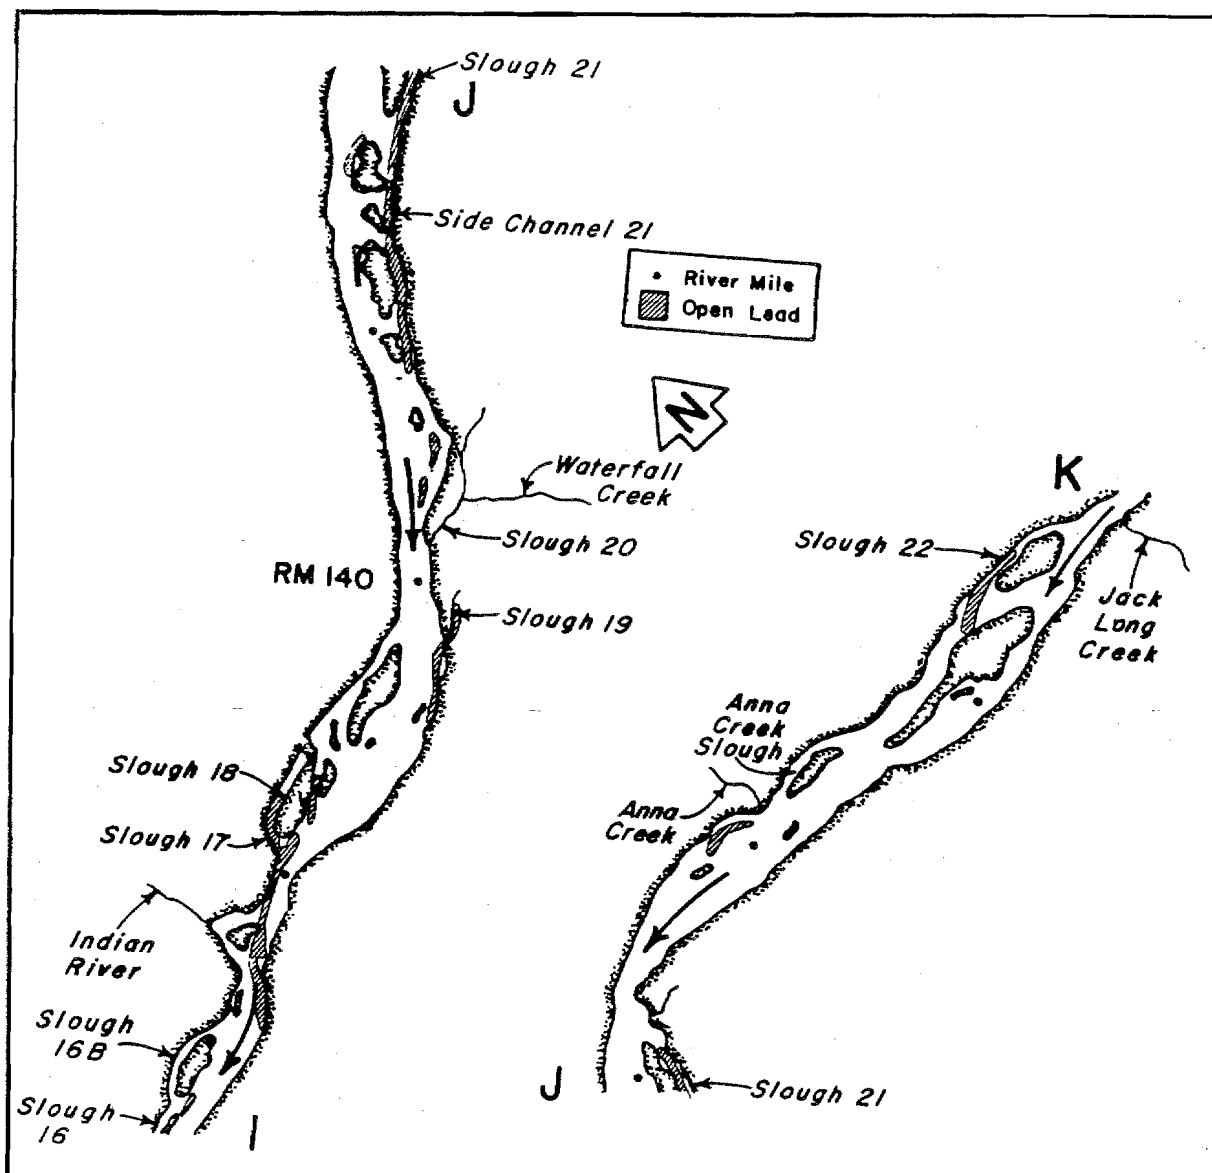 Slough 21
J
Side Channel 21
River Mile
Open Lead
N
Waterfall
Creek
Slough 20
RM 140
Slough 19
Slough 18
Slough 17
Indian
River
Slough
16B
Slough
16
I
K
Slough 22
Jack
Long
Creek
Anna
Creek
Slough
Anna
Creek
J
Slough 21